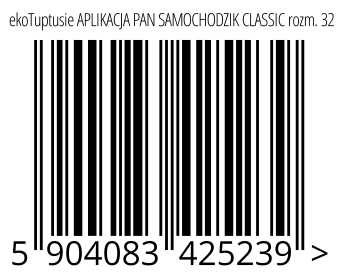 ekoTuptusie APLIKACJA PAN SAMOCHODZIK CLASSIC rozm. 32
5 904083 425239 >